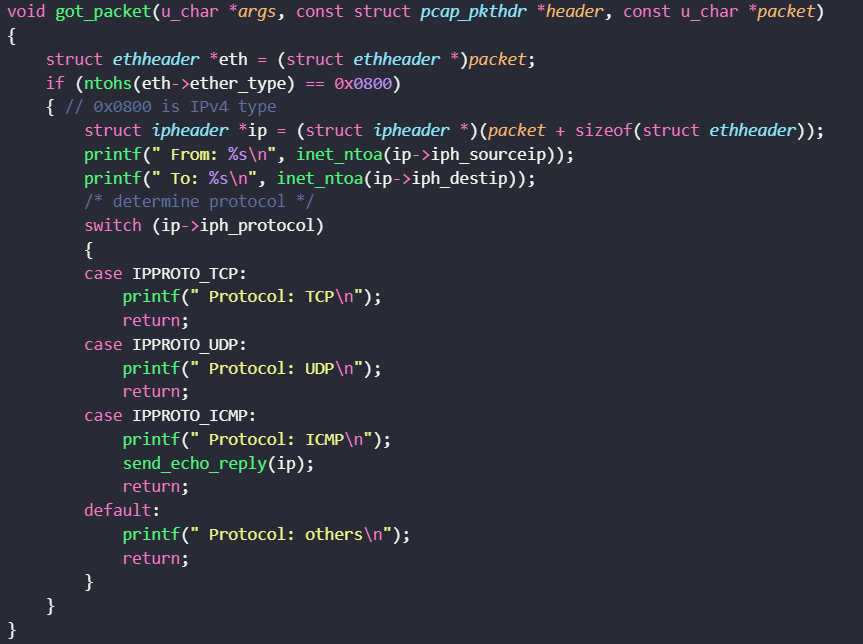 void got_packet(u_char *args, const struct pcap_pkthdr *header, const u_char *packet)
{
    struct ethheader *eth = (struct ethheader *)packet;
    if (ntohs(eth->ether_type) == 0x0800)
    { // 0x0800 is IPv4 type
        struct ipheader *ip = (struct ipheader *)(packet + sizeof(struct ethheader));
        printf(" From: %s\n", inet_ntoa(ip->iph_sourceip));
        printf(" To: %s\n", inet_ntoa(ip->iph_destip));
        /* determine protocol */
        switch (ip->iph_protocol)
        {
        case IPPROTO_TCP:
            printf(" Protocol: TCP\n");
            return;
        case IPPROTO_UDP:
            printf(" Protocol: UDP\n");
            return;
        case IPPROTO_ICMP:
            printf(" Protocol: ICMP\n");
            send_echo_reply(ip);
            return;
        default:
            printf(" Protocol: others\n");
            return;
        }
    }
}